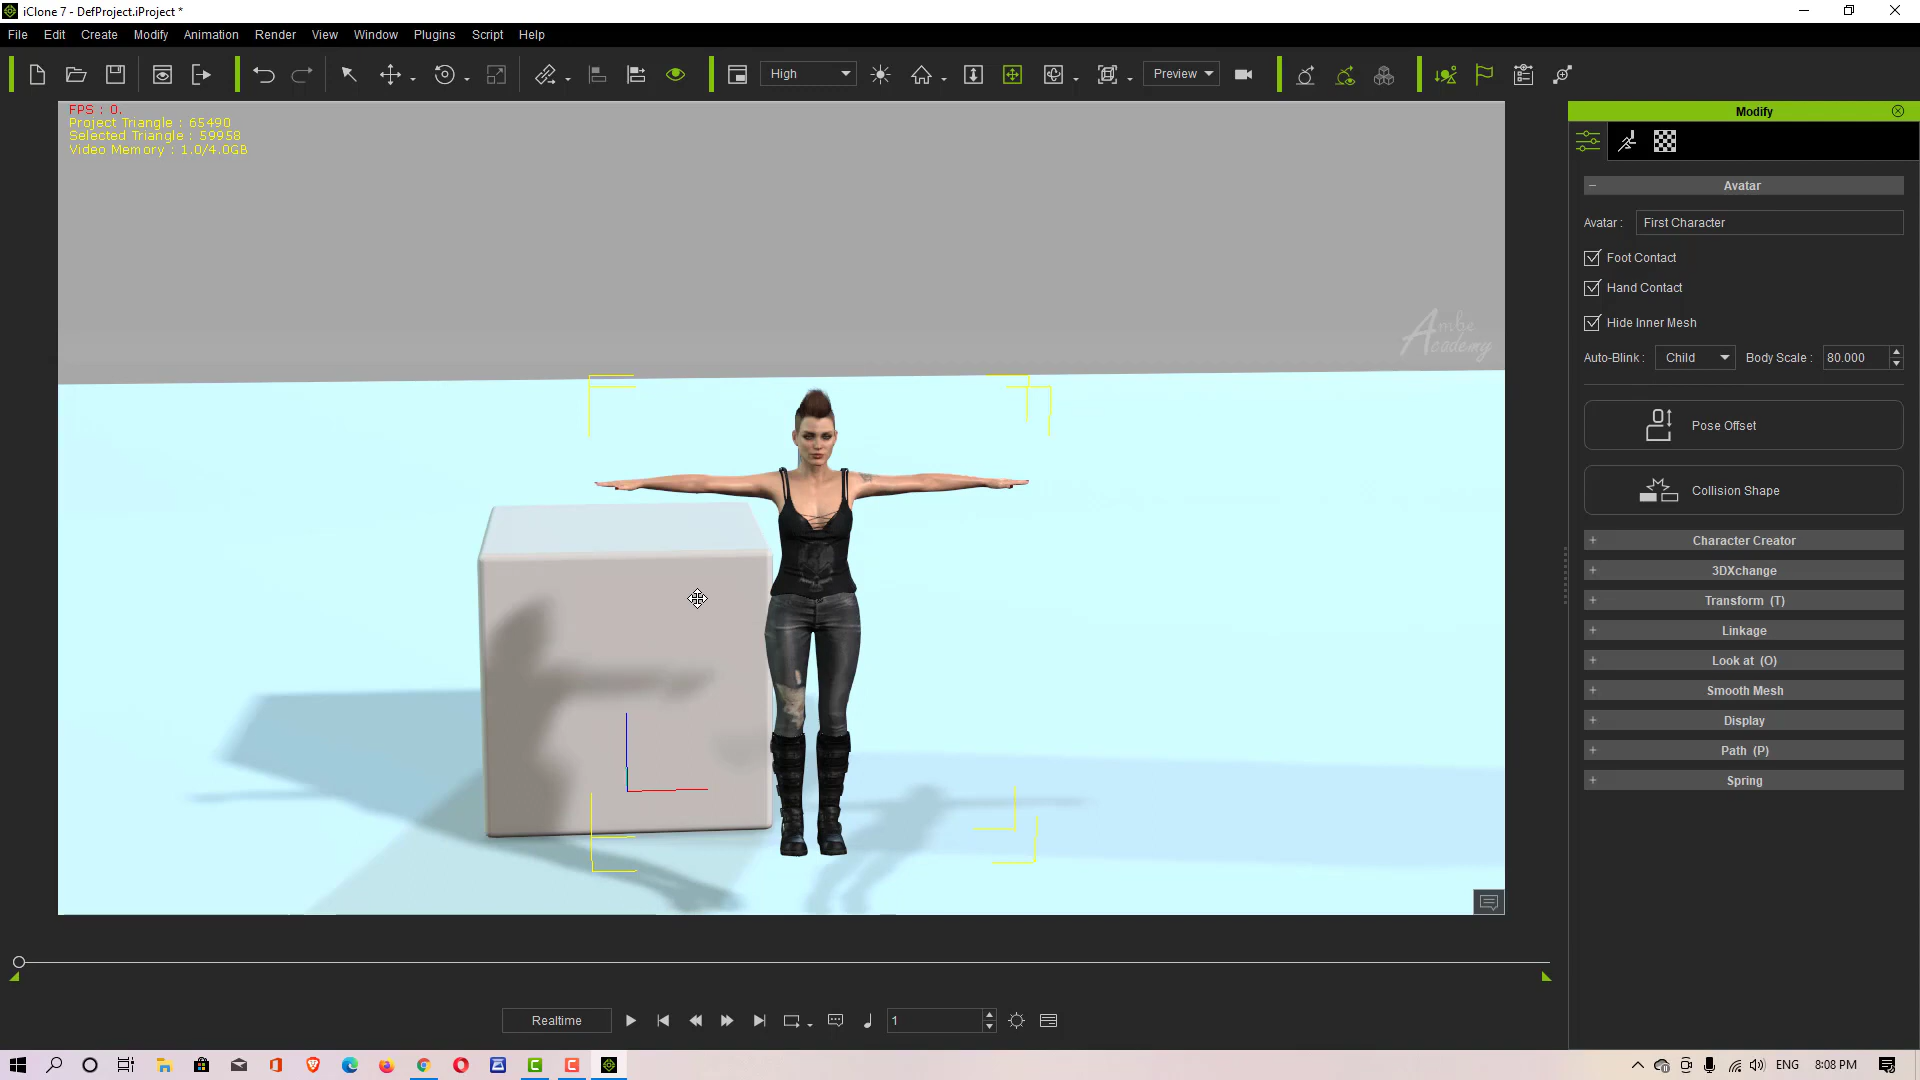 iClone 7 - DefProject.iProject *
File Edit Create Modify Animation Render View Window Plugins Script Help
High
Preview
FPS : 0.
Project Triangle : 65490
Selected Triangle : 59958
Video Memory : 1.0/4.0GB
Ambe
Academy
Modify
Avatar
Avatar : First Character
Foot Contact
Hand Contact
Hide Inner Mesh
Auto-Blink : Child Body Scale : 80.000
Pose Offset
Collision Shape
Character Creator
3DXchange
Transform (T)
Linkage
Look at (O)
Smooth Mesh
Display
Path (P)
Spring
Realtime
1
ENG 8:08 PM